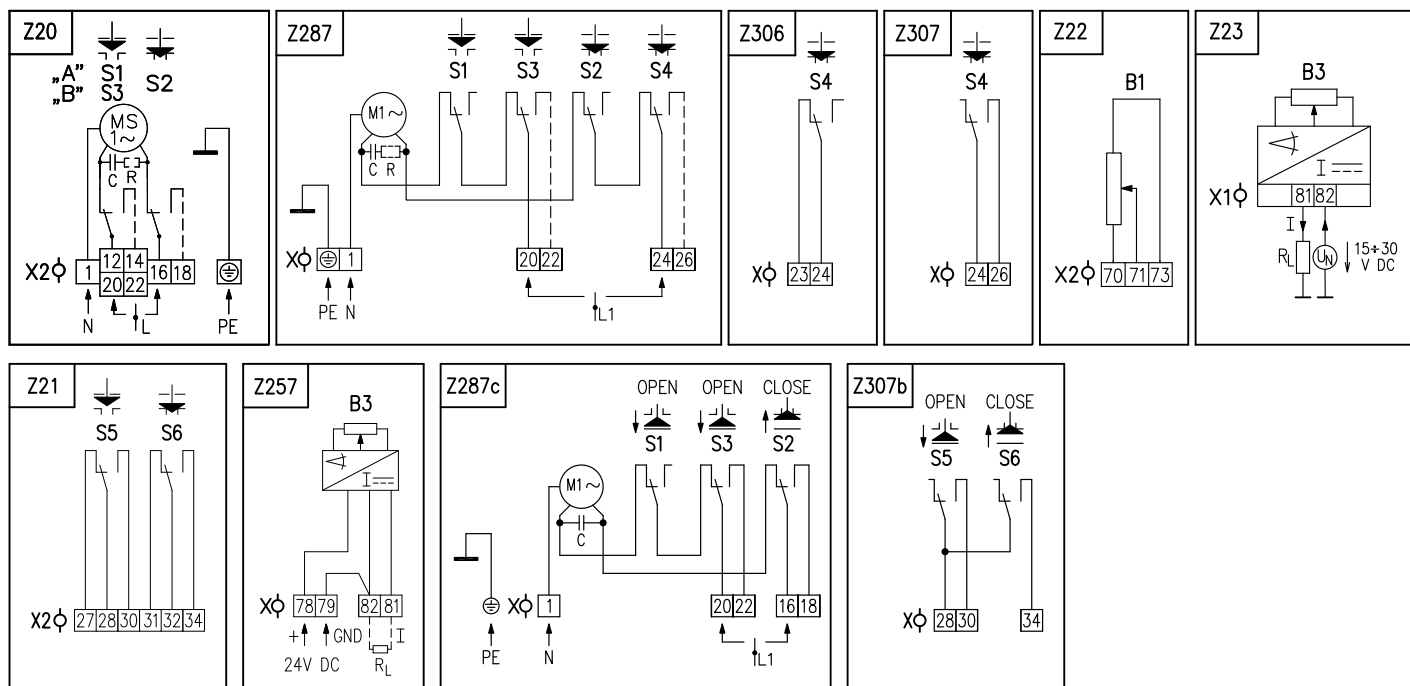 Z20
„A" S1 S2
„B" S3
MS
1~
C R
X2 1 12 14 16 18
20 22
N L PE
Z287
S1 S3 S2 S4
M1~
C R
X 1 20 22 24 26
PE N L1
Z306
S4
X 23 24
Z307
S4
X 24 26
Z22
B1
X2 70 71 73
Z23
B3
I
X1 81 82
I
RL UN 15÷30
V DC
Z21
S5 S6
X2 27 28 30 31 32 34
Z257
B3
I
X 78 79 82 81
+ GND I
24V DC RL
Z287c
OPEN OPEN CLOSE
S1 S3 S2
M1~
C
X 1 20 22 16 18
PE N L1
Z307b
OPEN CLOSE
S5 S6
X 28 30 34